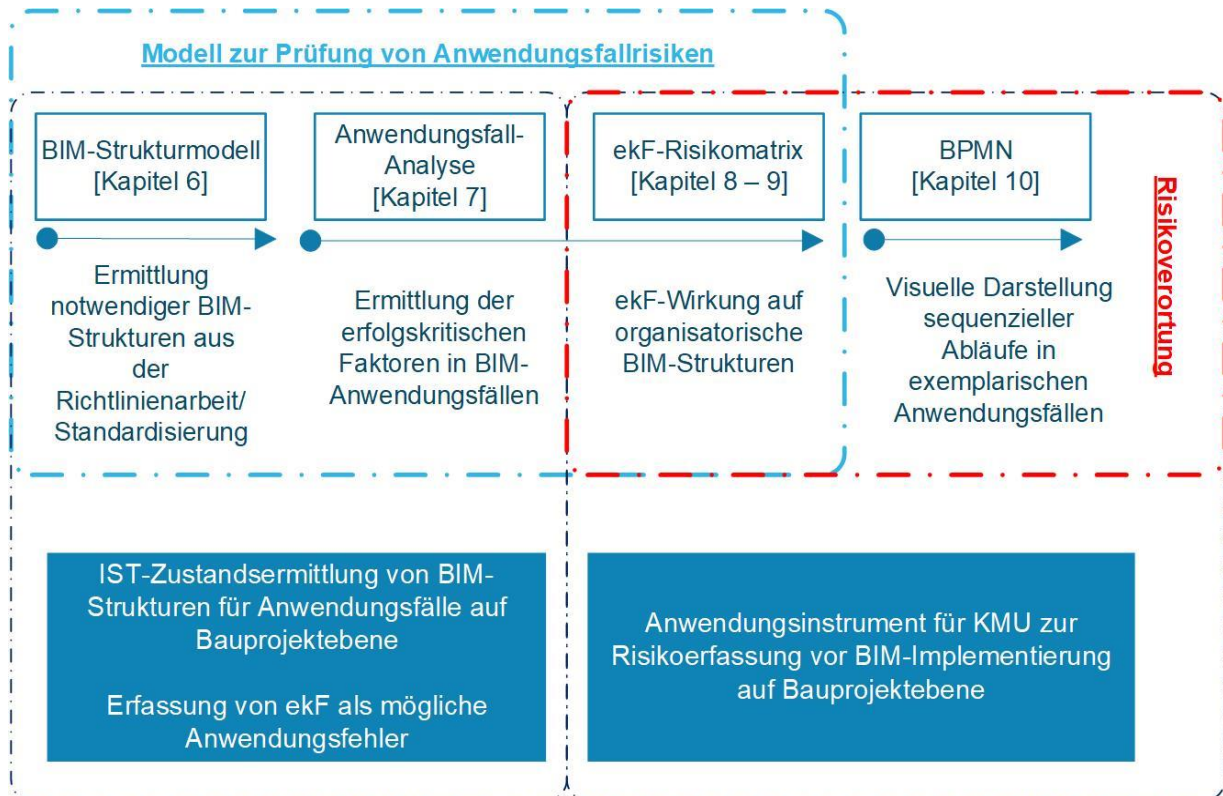 Modell zur Prüfung von Anwendungsfallrisiken
BIM-Strukturmodell
[Kapitel 6]
Anwendungsfall-
Analyse
[Kapitel 7]
ekF-Risikomatrix
[Kapitel 8 – 9]
BPMN
[Kapitel 10]
Risikoverortung
Ermittlung
notwendiger BIM-
Strukturen aus
der
Richtlinienarbeit/
Standardisierung
Ermittlung der
erfolgskritischen
Faktoren in BIM-
Anwendungsfällen
ekF-Wirkung auf
organisatorische
BIM-Strukturen
Visuelle Darstellung
sequenzieller
Abläufe in
exemplarischen
Anwendungsfällen
IST-Zustandsermittlung von BIM-
Strukturen für Anwendungsfälle auf
Bauprojektebene
Erfassung von ekF als mögliche
Anwendungsfehler
Anwendungsinstrument für KMU zur
Risikoerfassung vor BIM-Implementierung
auf Bauprojektebene